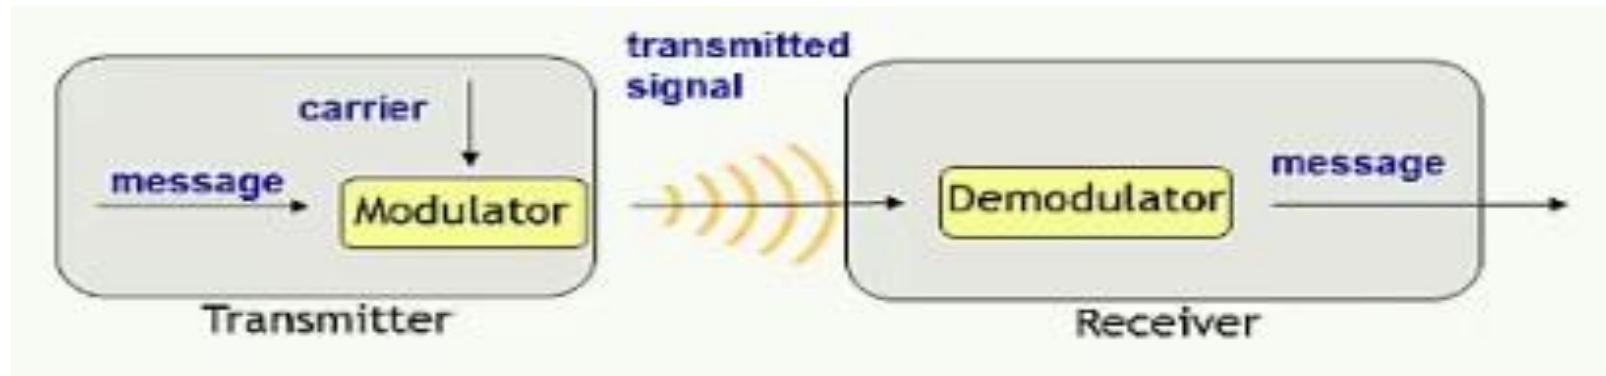 carrier
message
Modulator
Transmitter
transmitted
signal
Demodulator
message
Receiver